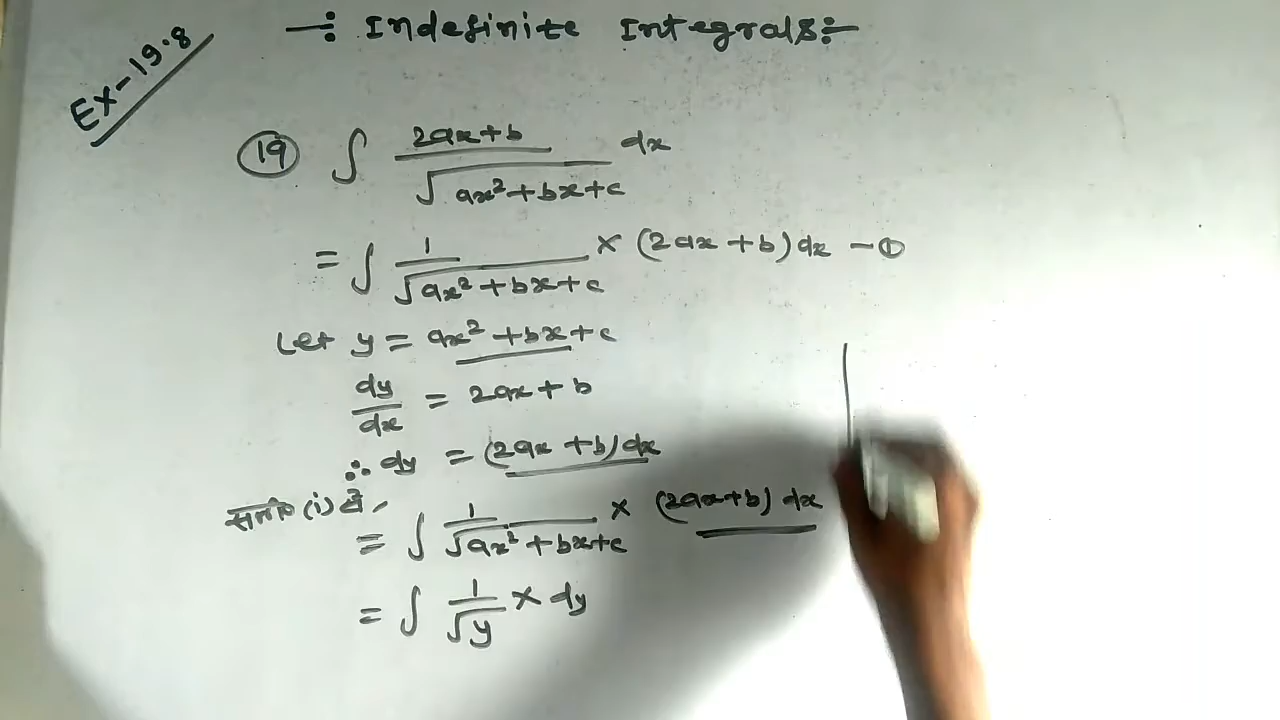 -: Indefinite Integrals:-
EX-19.8
(19) ∫ 2ax+b / √ax²+bx+c dx
= ∫ 1 / √ax²+bx+c × (2ax+b) dx - ①
Let y = ax²+bx+c
dy/dx = 2ax+b
∴ dy = (2ax+b) dx
समी० (i) से,
= ∫ 1 / √ax²+bx+c × (2ax+b) dx
= ∫ 1 / √y × dy